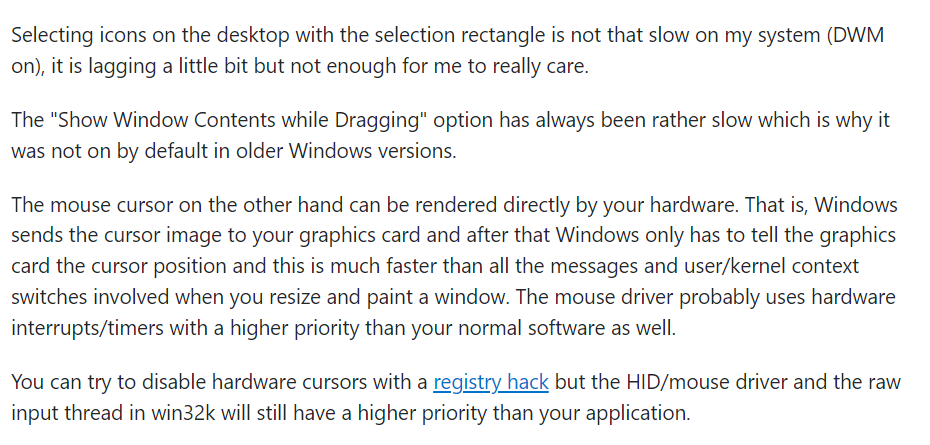 Selecting icons on the desktop with the selection rectangle is not that slow on my system (DWM
on), it is lagging a little bit but not enough for me to really care.
The "Show Window Contents while Dragging" option has always been rather slow which is why it
was not on by default in older Windows versions.
The mouse cursor on the other hand can be rendered directly by your hardware. That is, Windows
sends the cursor image to your graphics card and after that Windows only has to tell the graphics
card the cursor position and this is much faster than all the messages and user/kernel context
switches involved when you resize and paint a window. The mouse driver probably uses hardware
interrupts/timers with a higher priority than your normal software as well.
You can try to disable hardware cursors with a registry hack but the HID/mouse driver and the raw
input thread in win32k will still have a higher priority than your application.